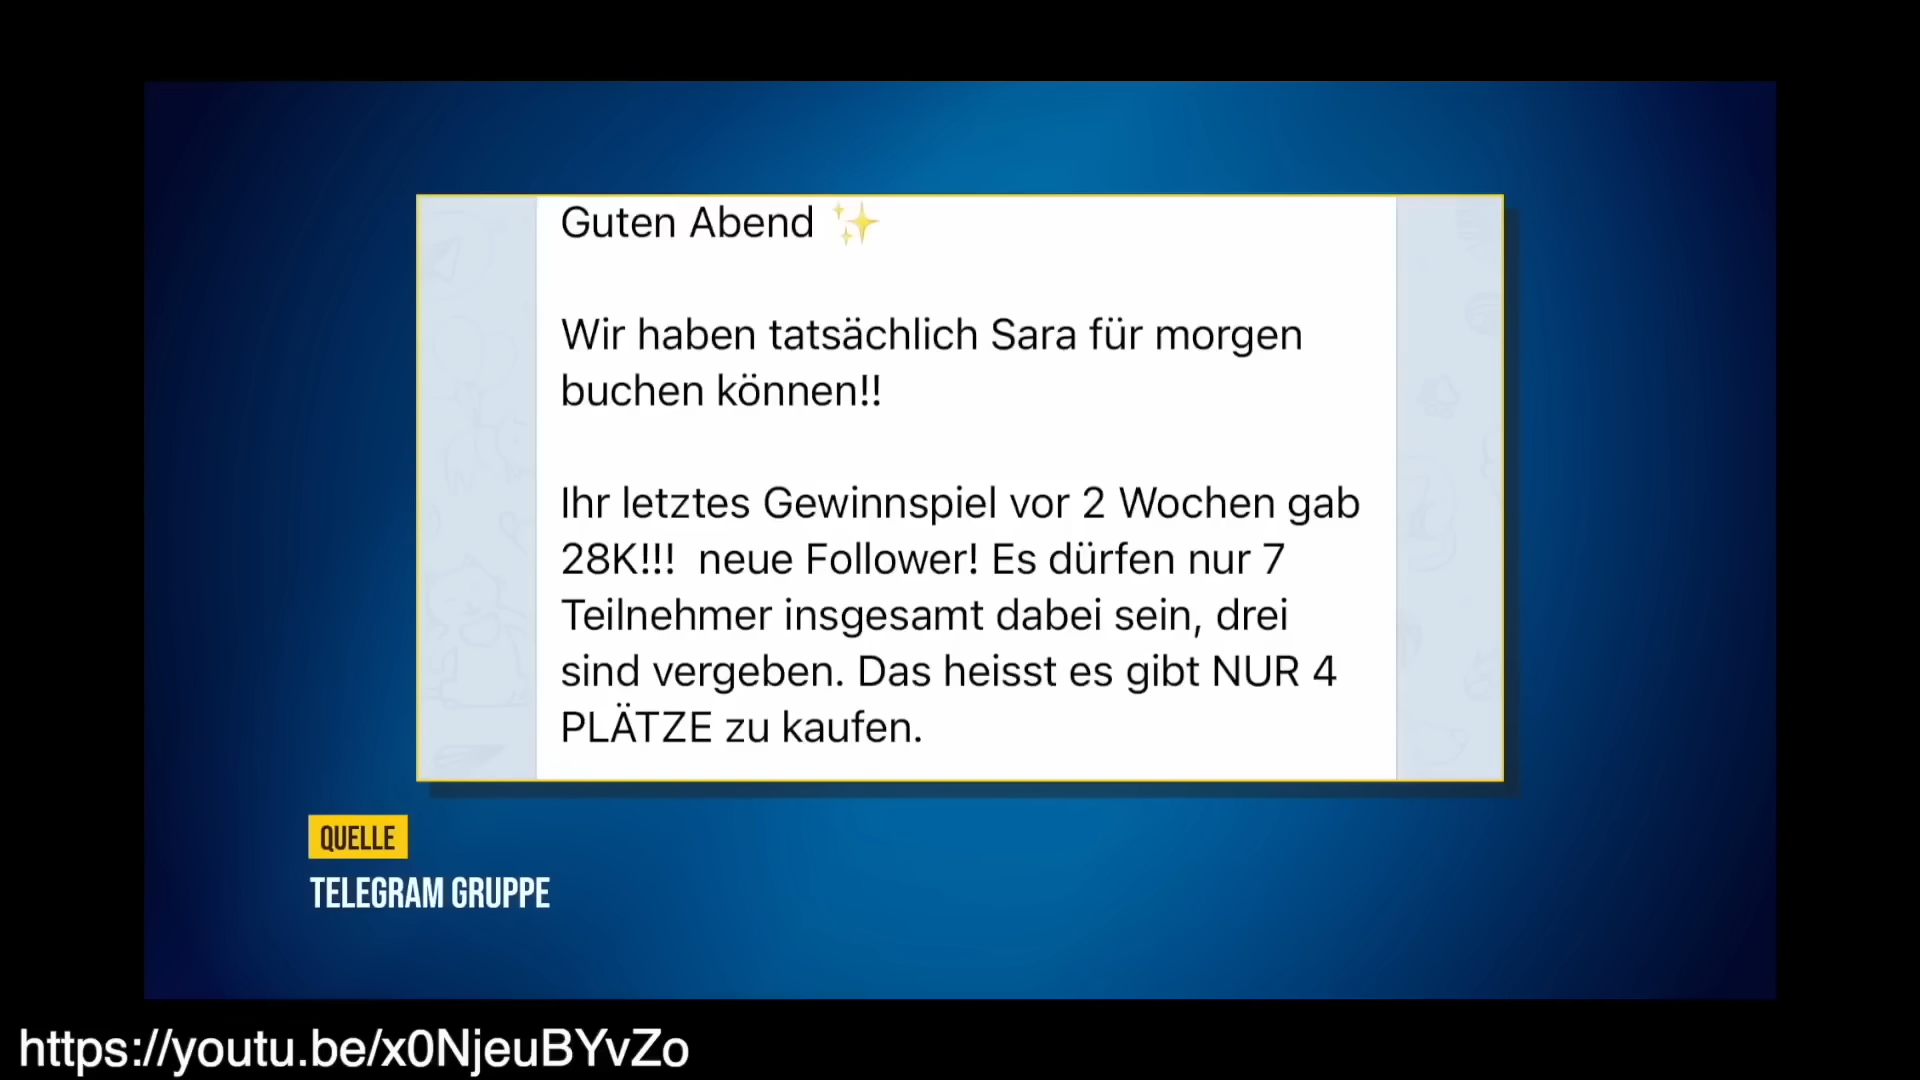 Guten Abend ✨
Wir haben tatsächlich Sara für morgen
buchen können!!
Ihr letztes Gewinnspiel vor 2 Wochen gab
28K!!!  neue Follower! Es dürfen nur 7
Teilnehmer insgesamt dabei sein, drei
sind vergeben. Das heisst es gibt NUR 4
PLÄTZE zu kaufen.
QUELLE
TELEGRAM GRUPPE
https://youtu.be/x0NjeuBYvZo